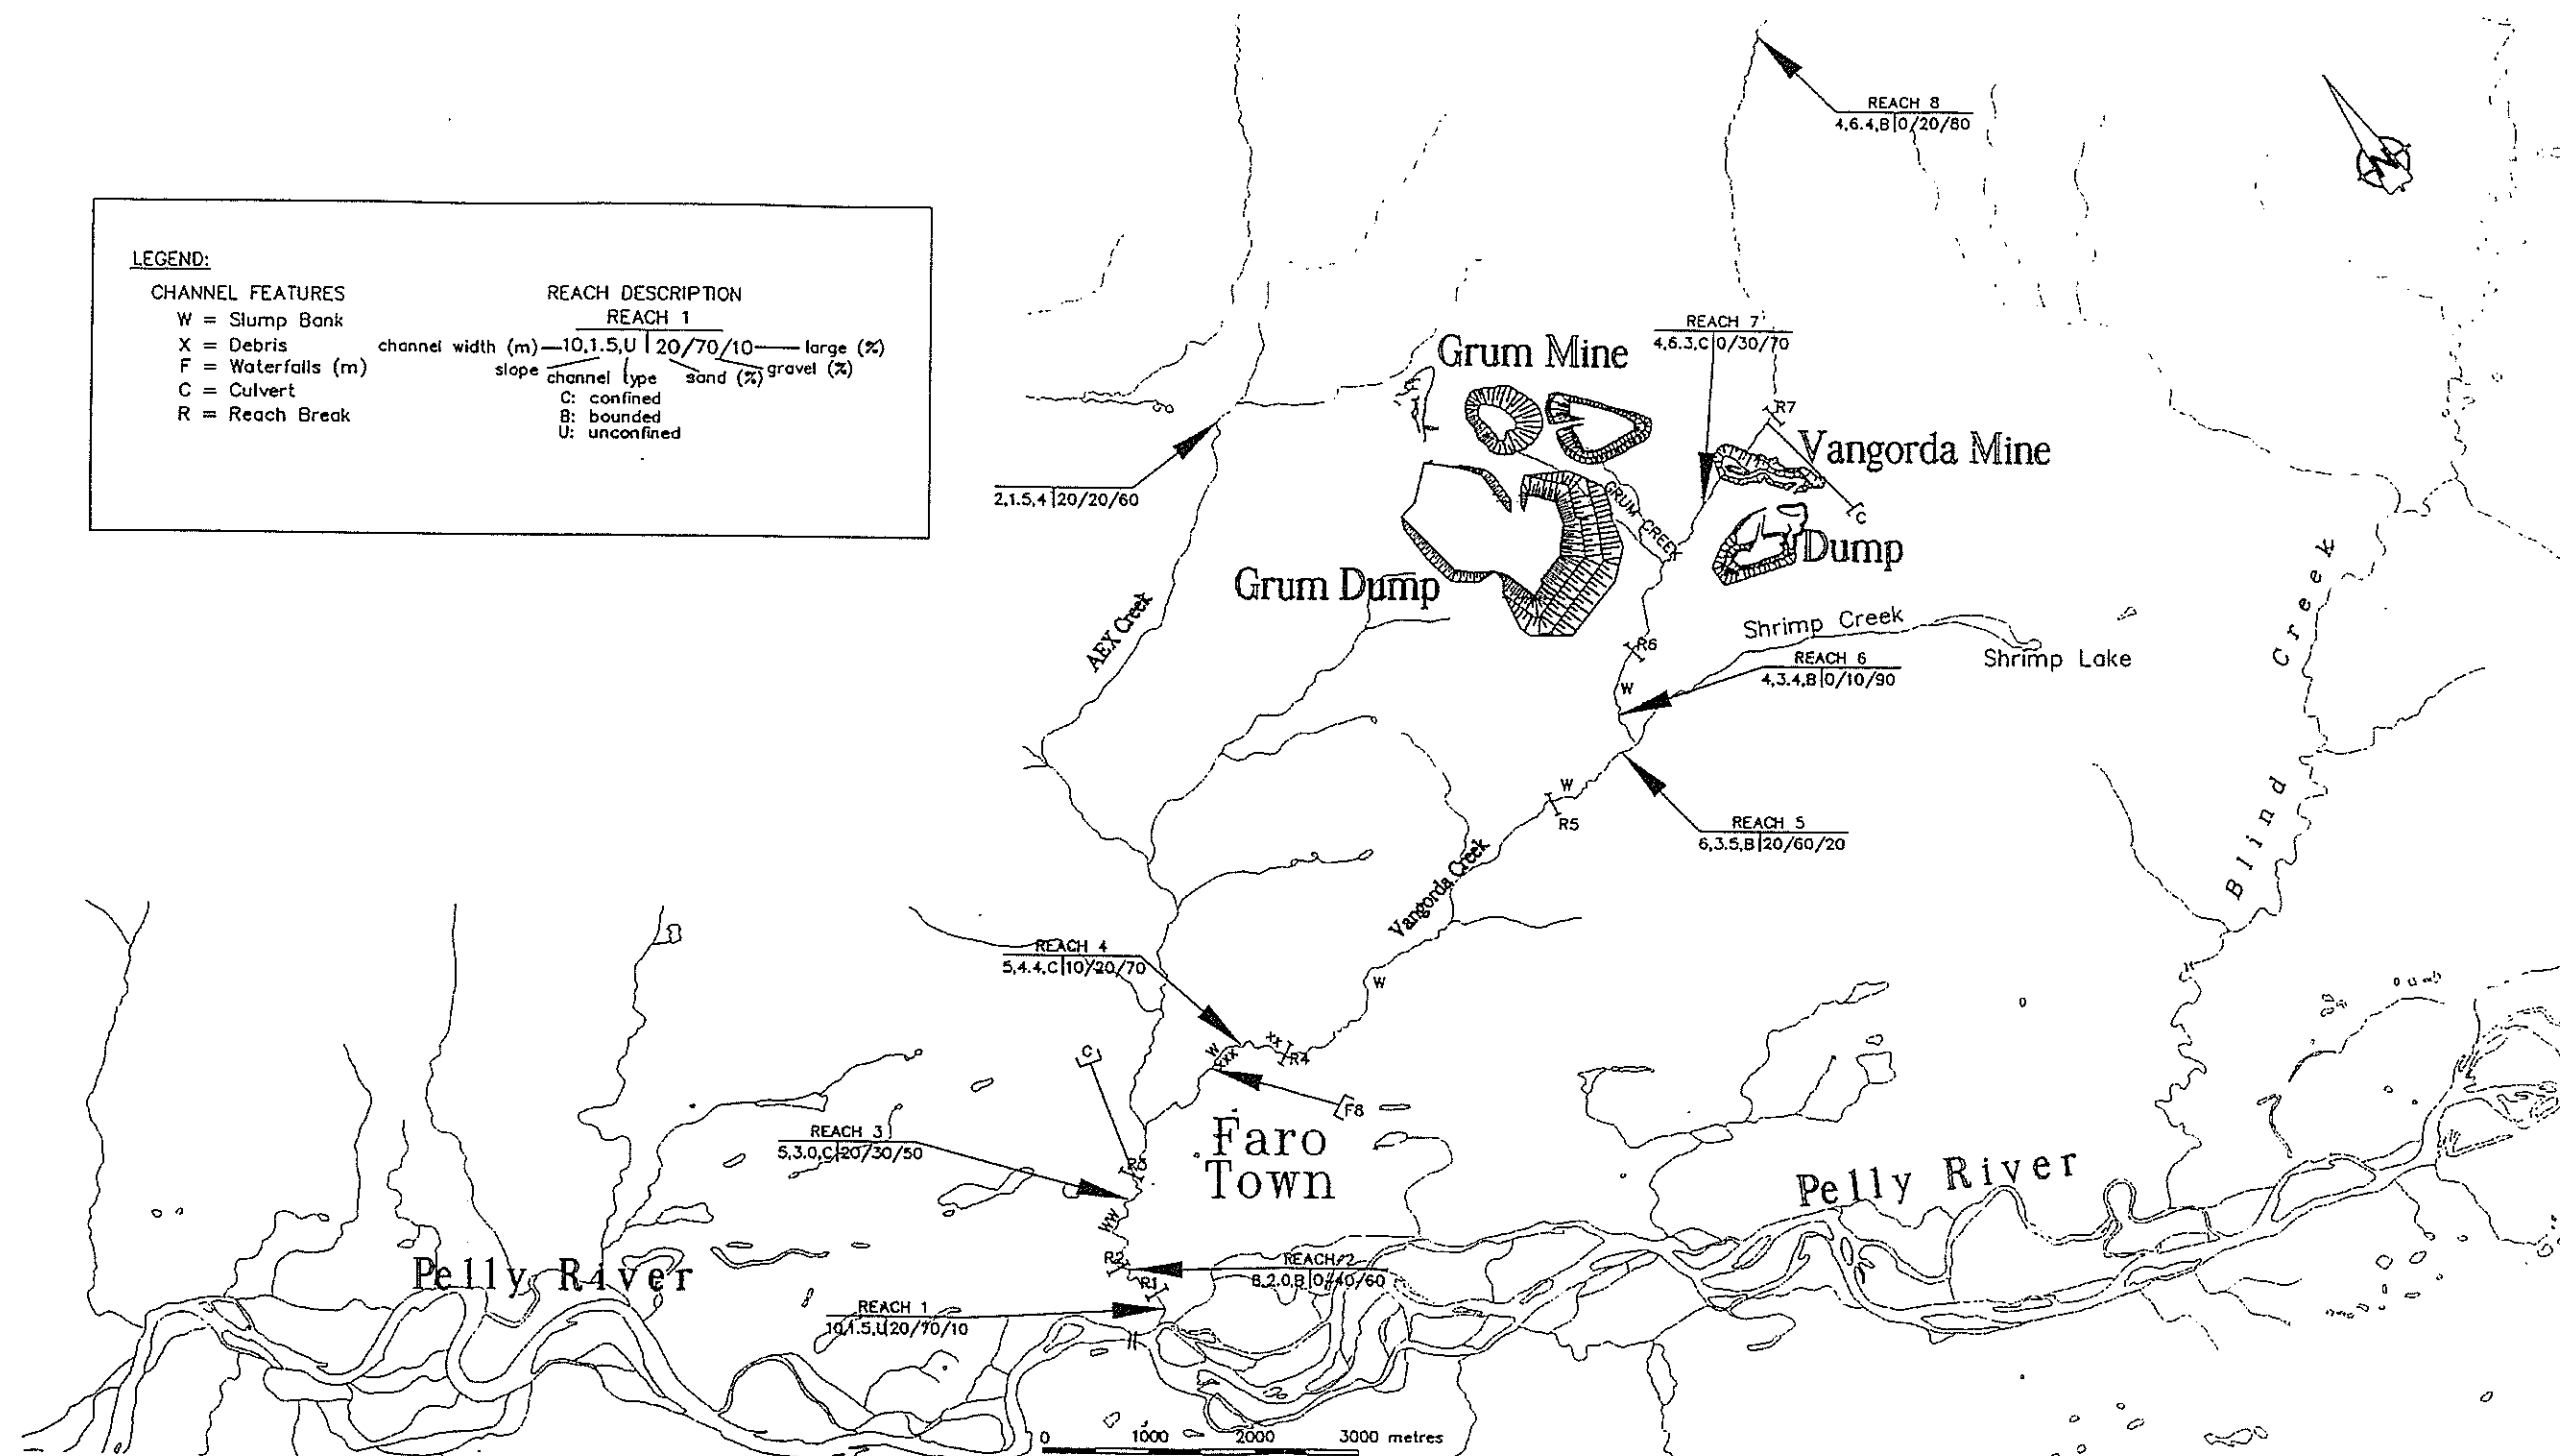 REACH 8
4,6.4,B|0/20/80
N
LEGEND:
CHANNEL FEATURES
W = Slump Bank
X = Debris
F = Waterfalls (m)
C = Culvert
R = Reach Break
REACH DESCRIPTION
REACH 1
channel width (m)—10,1.5,U|20/70/10—large (%)
slope channel type sand (%) gravel (%)
C: confined
B: bounded
U: unconfined
REACH 7
4,6.3,C|0/30/70
Grum Mine
R7
Vangorda Mine
2,1.5,4|20/20/60
GRUM CREEK
C
Dump
Grum Dump
AEX Creek
Shrimp Creek
Shrimp Lake
R6
REACH 6
4,3.4,B|0/10/90
W
Blind Creek
W
R5
REACH 5
6,3.5,B|20/60/20
Vangorda Creek
REACH 4
5,4.4,C|10/20/70
W
XX
W
XXX
R4
C
F8
Faro
Town
REACH 3
5,3.0,C|20/30/50
Pelly River
WW
R2
REACH 2
8,2.0,B|0/40/60
R1
Pelly River
REACH 1
10,1.5,U|20/70/10
0 1000 2000 3000 metres